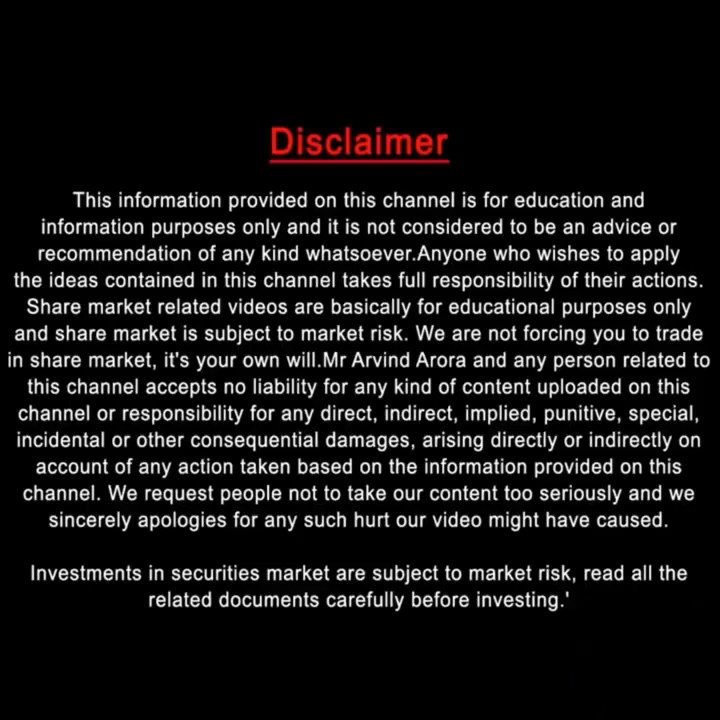 Disclaimer
This information provided on this channel is for education and
information purposes only and it is not considered to be an advice or
recommendation of any kind whatsoever.Anyone who wishes to apply
the ideas contained in this channel takes full responsibility of their actions.
Share market related videos are basically for educational purposes only
and share market is subject to market risk. We are not forcing you to trade
in share market, it's your own will.Mr Arvind Arora and any person related to
this channel accepts no liability for any kind of content uploaded on this
channel or responsibility for any direct, indirect, implied, punitive, special,
incidental or other consequential damages, arising directly or indirectly on
account of any action taken based on the information provided on this
channel. We request people not to take our content too seriously and we
sincerely apologies for any such hurt our video might have caused.
Investments in securities market are subject to market risk, read all the
related documents carefully before investing.'